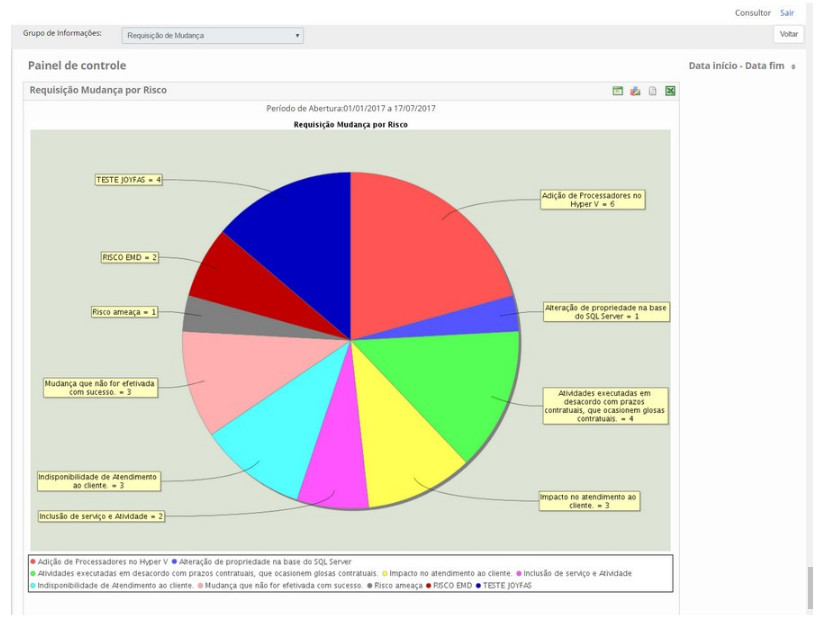 Consultor Sair
Grupo de Informações: Requisição de Mudança Voltar
Painel de controle
Data início - Data fim
Requisição Mudança por Risco
Período de Abertura:01/01/2017 a 17/07/2017
Requisição Mudança por Risco
TESTE JOYFAS = 4
Adição de Processadores no
Hyper V = 6
RISCO EMD = 2
Risco ameaça = 1
Alteração de propriedade na base
do SQL Server = 1
Mudança que não for efetivada
com sucesso. = 3
Atividades executadas em
desacordo com prazos
contratuais, que ocasionem glosas
contratuais. = 4
Indisponibilidade de Atendimento
ao cliente. = 3
Impacto no atendimento ao
cliente. = 3
Inclusão de serviço e Atividade = 2
Adição de Processadores no Hyper V Alteração de propriedade na base do SQL Server
Atividades executadas em desacordo com prazos contratuais, que ocasionem glosas contratuais. Impacto no atendimento ao cliente. Inclusão de serviço e Atividade
Indisponibilidade de Atendimento ao cliente. Mudança que não for efetivada com sucesso. Risco ameaça RISCO EMD TESTE JOYFAS